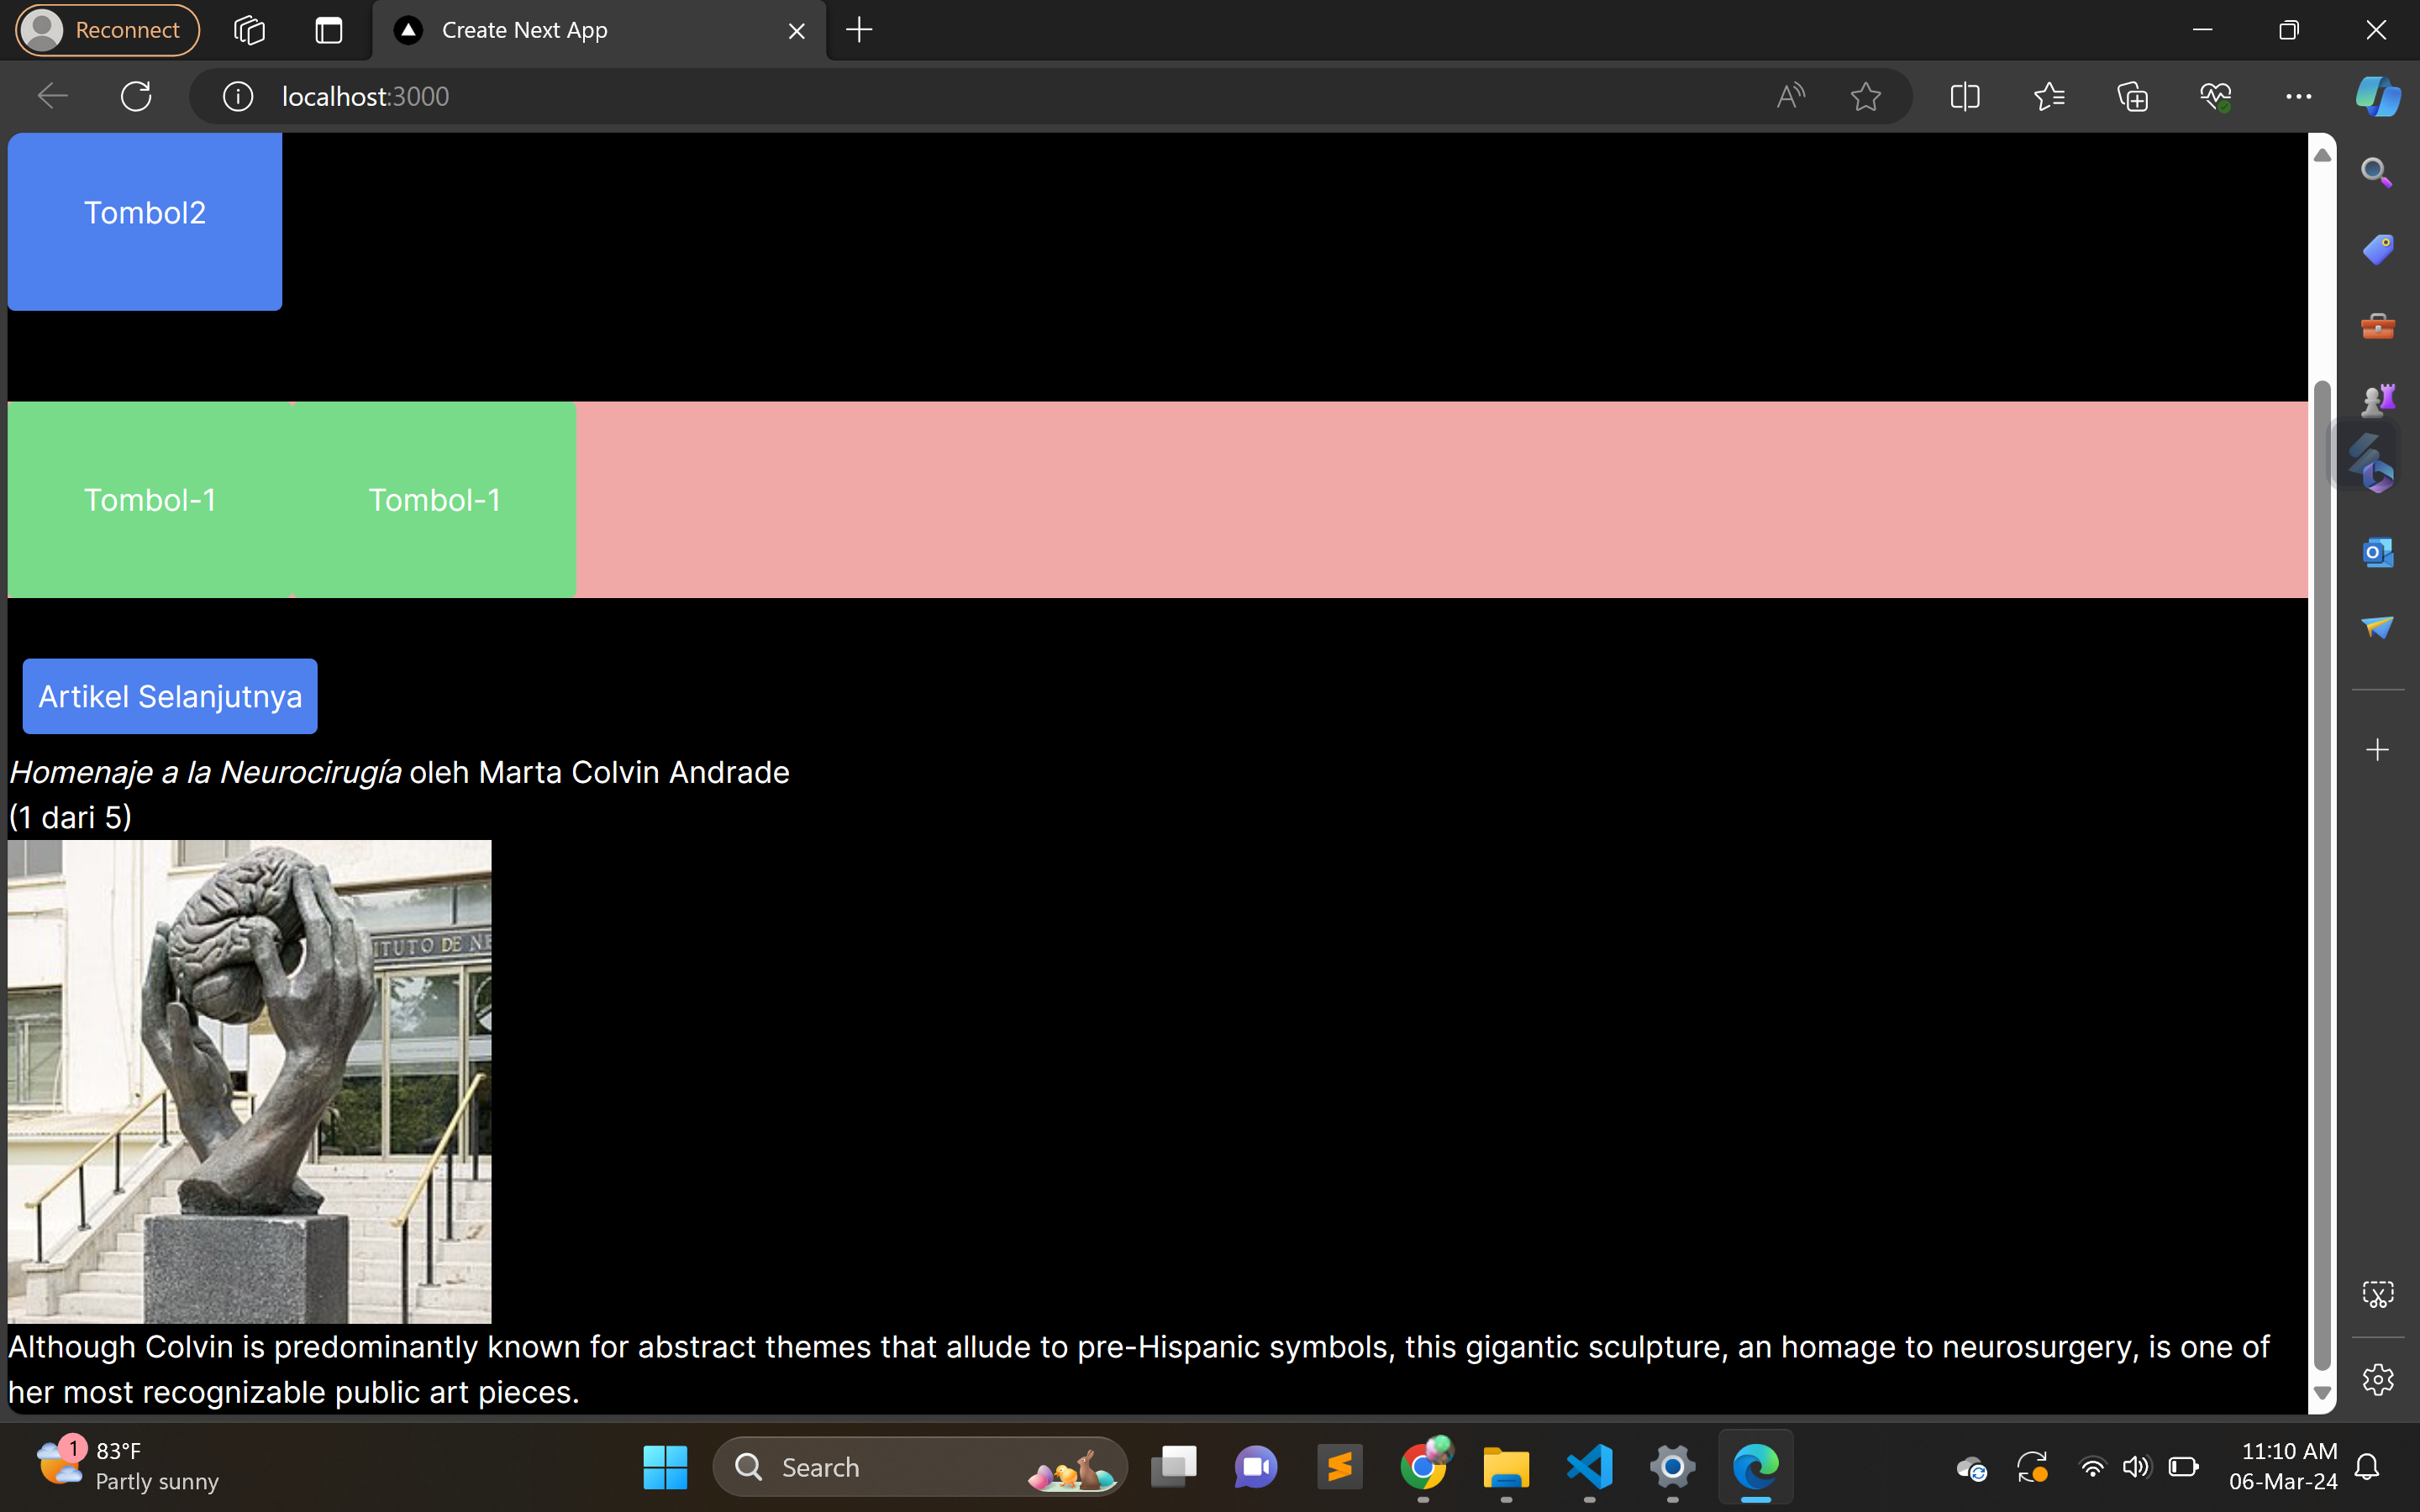 Reconnect
Create Next App
localhost:3000
Tombol2
Tombol-1 Tombol-1
Artikel Selanjutnya
Homenaje a la Neurocirugía oleh Marta Colvin Andrade
(1 dari 5)
ITUTO DE NE
Although Colvin is predominantly known for abstract themes that allude to pre-Hispanic symbols, this gigantic sculpture, an homage to neurosurgery, is one of
her most recognizable public art pieces.
1
83°F
Partly sunny
Search
11:10 AM
06-Mar-24